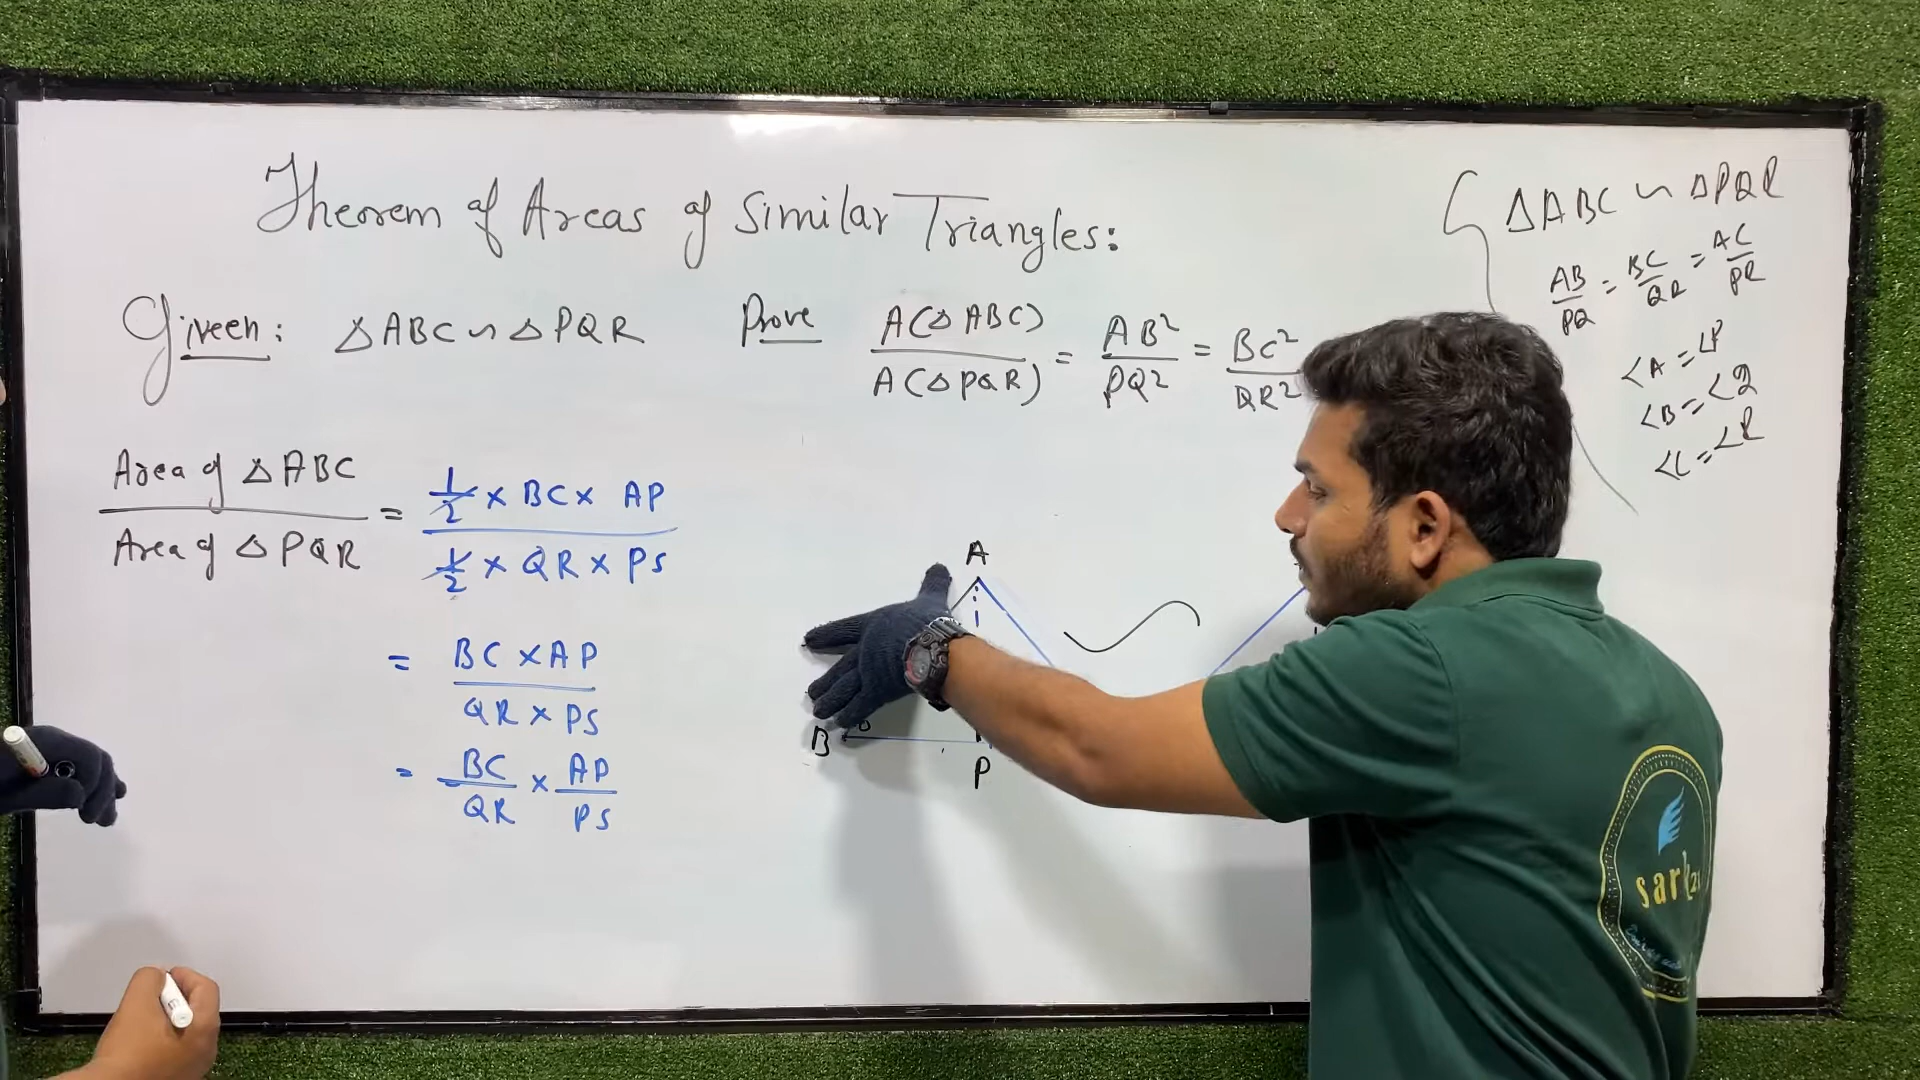 Theorem of Areas of Similar Triangles:
Given: △ABC ∽ △PQR
Prove A(△ABC)/A(△PQR) = AB²/PQ² = BC²/QR²
Area of △ABC/Area of △PQR = 1/2 × BC × AP/1/2 × QR × PS
= BC × AP/QR × PS
= BC/QR × AP/PS
A
B
P
△ABC ∽ △PQR
AB/PQ = BC/QR = AC/PR
∠A = ∠P
∠B = ∠Q
∠C = ∠R